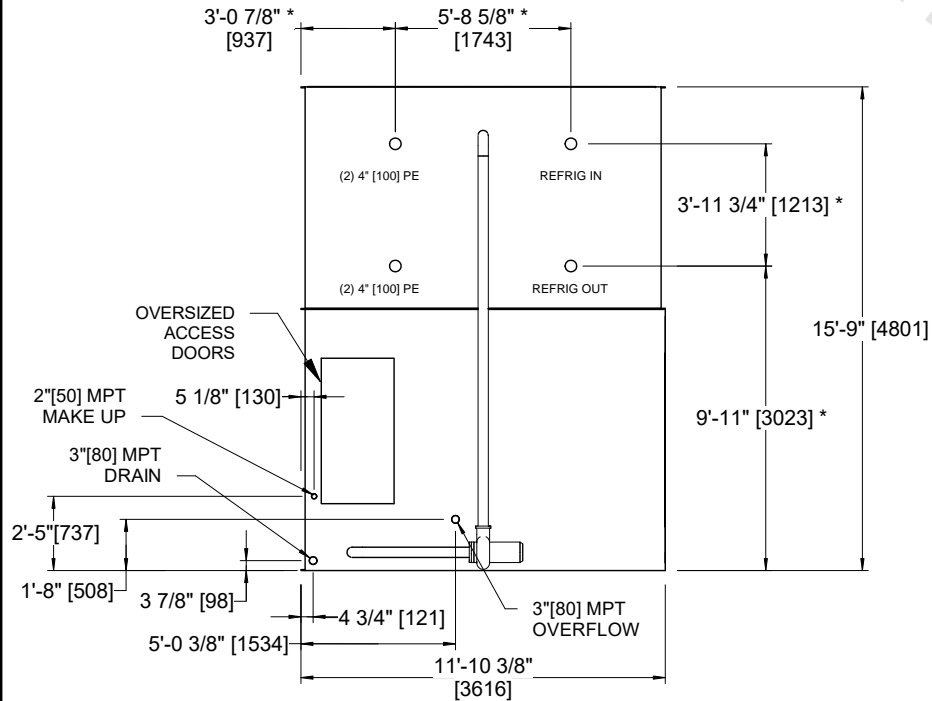 3'-0 7/8" *
[937]
5'-8 5/8" *
[1743]
(2) 4" [100] PE
REFRIG IN
3'-11 3/4" [1213] *
(2) 4" [100] PE
REFRIG OUT
OVERSIZED
ACCESS
DOORS
15'-9" [4801]
2"[50] MPT
MAKE UP
5 1/8" [130]
9'-11" [3023] *
3"[80] MPT
DRAIN
2'-5"[737]
1'-8" [508]
3 7/8" [98]
4 3/4" [121]
3"[80] MPT
OVERFLOW
5'-0 3/8" [1534]
11'-10 3/8"
[3616]